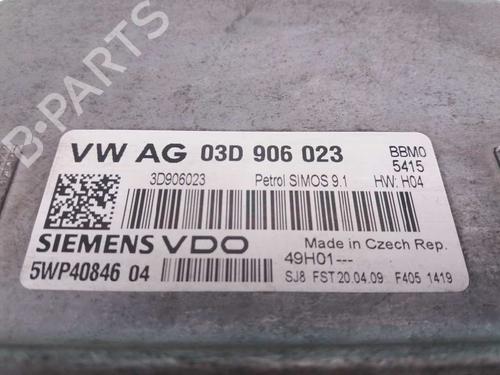 B-PARTS
VW AG 03D 906 023 BBM0
5415
3D906023 Petrol SIMOS 9.1 HW: H04
SIEMENS VDO Made in Czech Rep.
49H01---
5WP40846 04 SJ8 FST 20.04.09 F405 1419